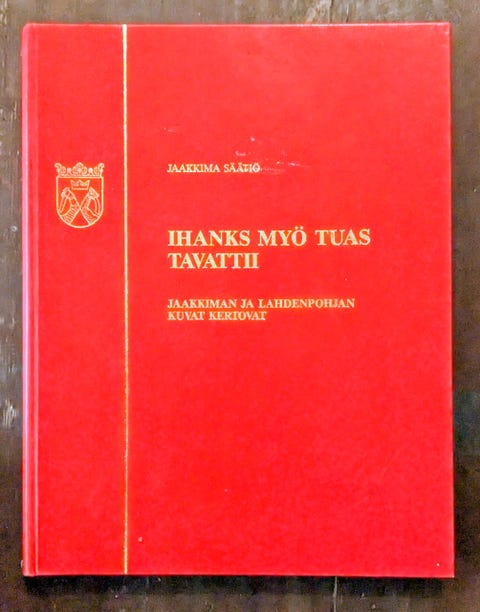 JAAKKIMA SÄÄTIÖ
IHANKS MYÖ TUAS
TAVATTII
JAAKKIMAN JA LAHDENPOHJAN
KUVAT KERTOVAT